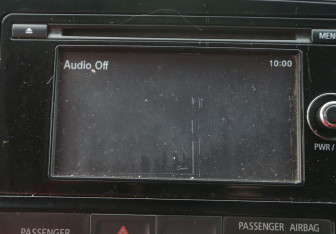 MENU
Audio Off
10:00
PWR /
PASSENGER
PASSENGER AIRBAG